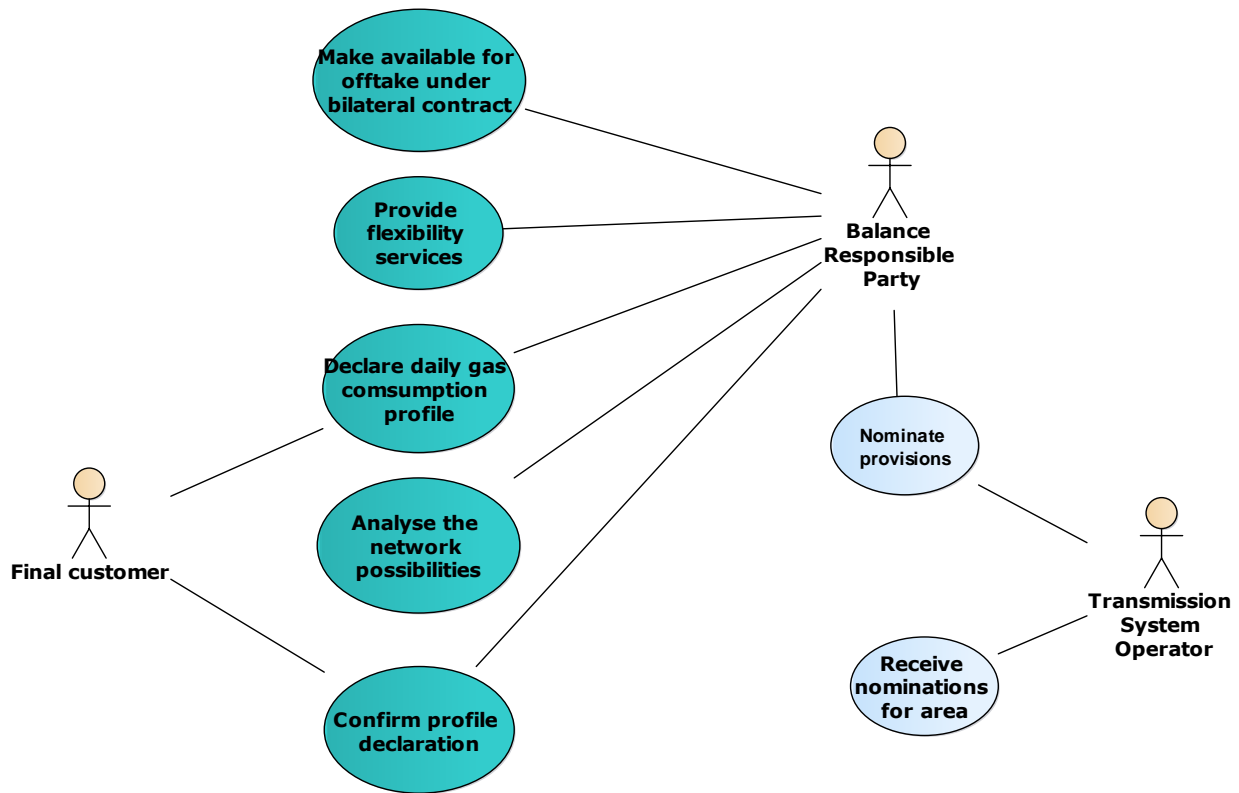 Make available for
offtake under
bilateral contract
Provide
flexibility
services
Balance
Responsible
Party
Declare daily gas
comsumption
profile
Nominate
provisions
Analyse the
network
possibilities
Final customer
Transmission
System
Operator
Receive
nominations
for area
Confirm profile
declaration